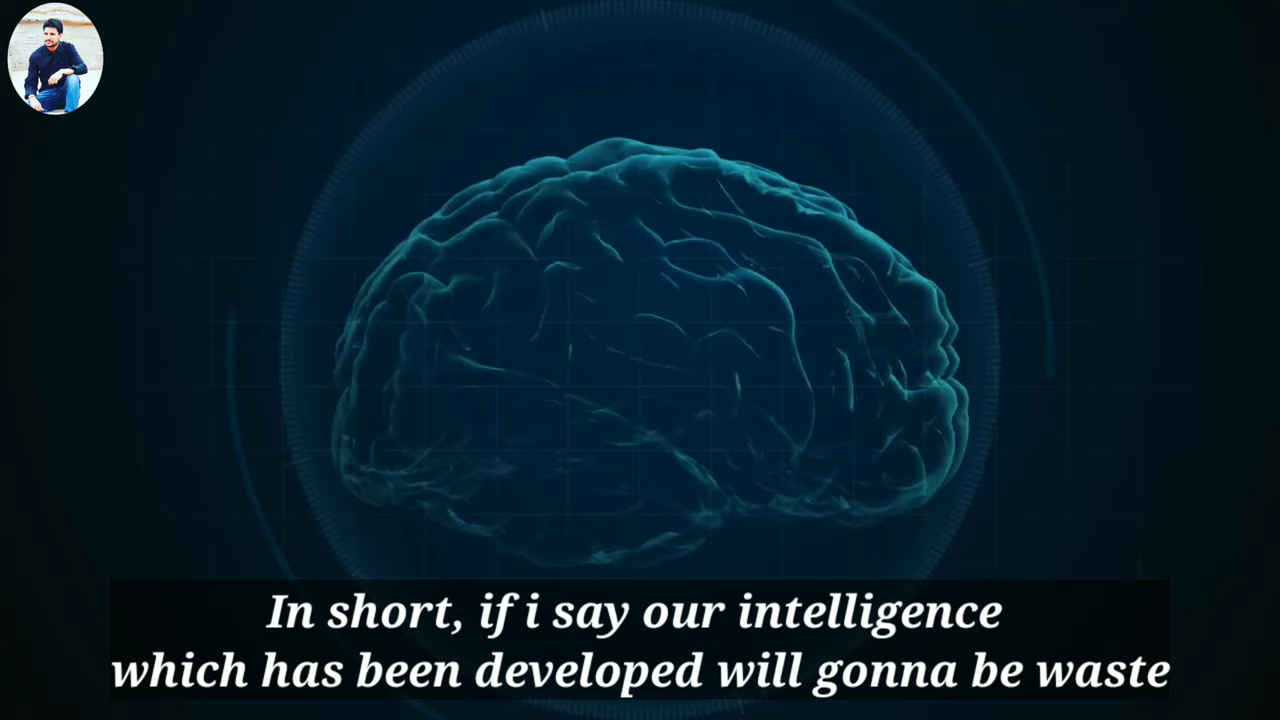 In short, if i say our intelligence
which has been developed will gonna be waste